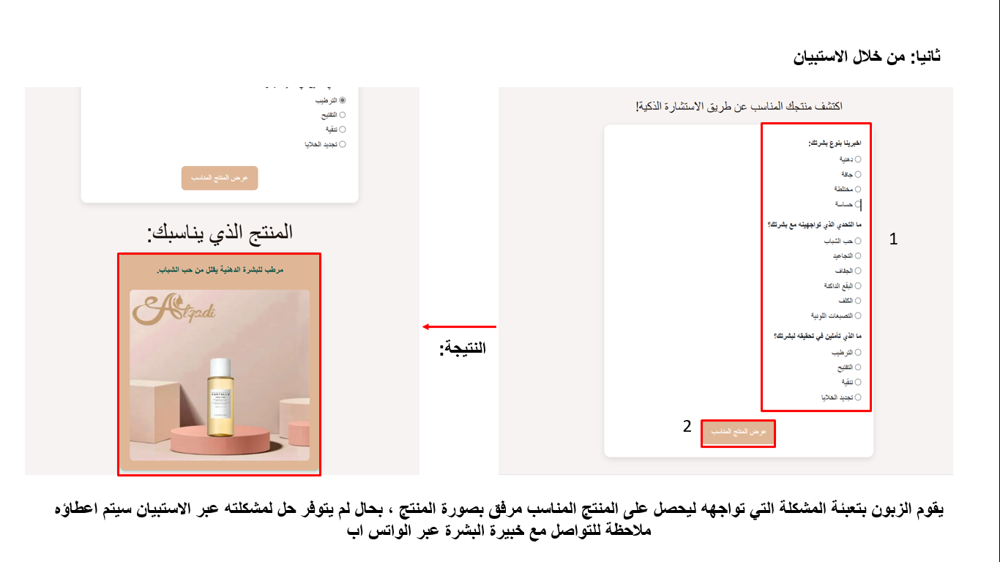 ثانيا: من خلال الاستبيان
اكتشف منتجك المناسب عن طريق الاستشارة الذكية!
اخبرينا بنوع بشرتك:
دهنية
جافة
مختلطة
حساسة
ما التحدي الذي تواجهينه مع بشرتك؟
حب الشباب
التجاعيد
الجفاف
البقع الداكنة
الكلف
التصبغات اللونية
ما الذي تأملين في تحقيقه لبشرتك؟
الترطيب
التفتيح
تنقية
تجديد الخلايا
1
2
عرض المنتج المناسب
النتيجة:
الترطيب
التفتيح
تنقية
تجديد الخلايا
عرض المنتج المناسب
المنتج الذي يناسبك:
مرطب للبشرة الدهنية يقلل من حب الشباب.
Alqadi
CENTELLA
يقوم الزبون بتعبئة المشكلة التي تواجهه ليحصل على المنتج المناسب مرفق بصورة المنتج ، بحال لم يتوفر حل لمشكلته عبر الاستبيان سيتم اعطاؤه
ملاحظة للتواصل مع خبيرة البشرة عبر الواتس اب